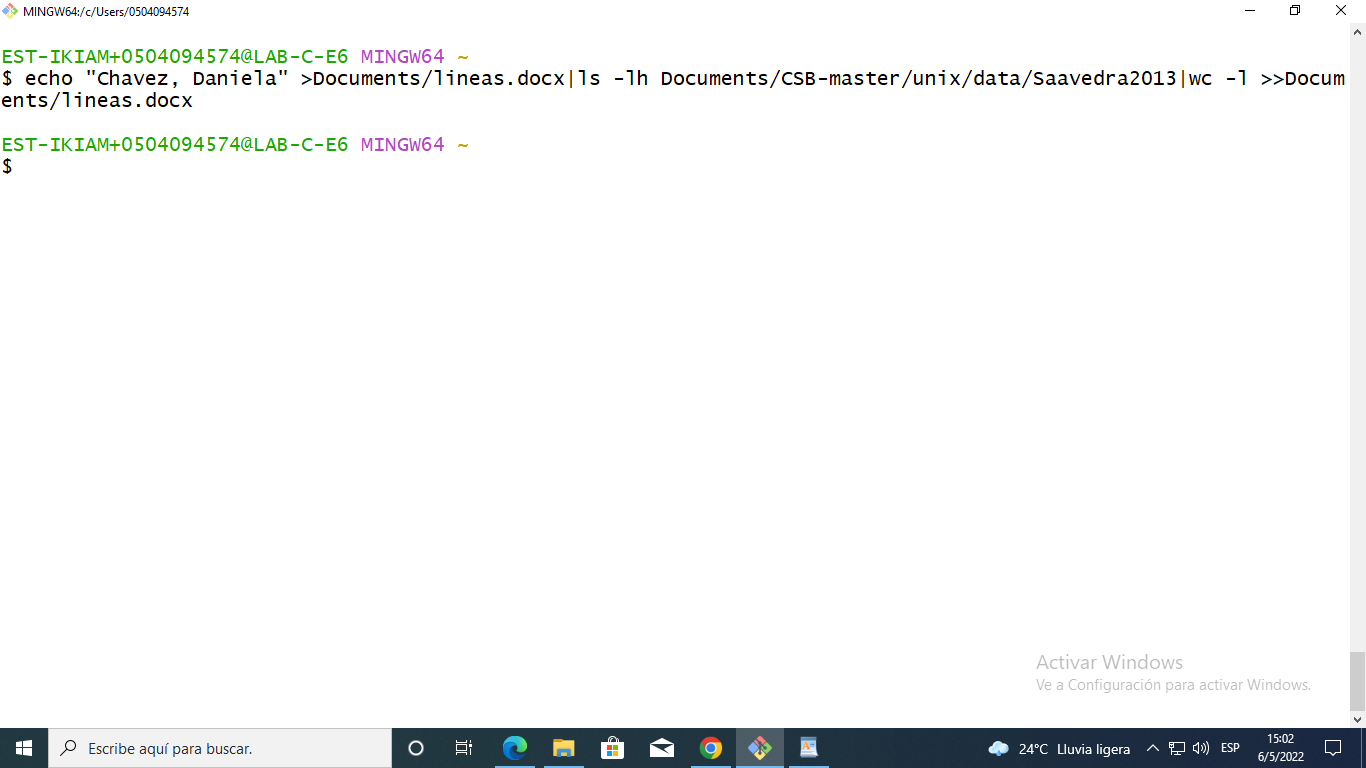 MINGW64:/c/Users/0504094574
EST-IKIAM+0504094574@LAB-C-E6 MINGW64 ~
$ echo "Chavez, Daniela" >Documents/lineas.docx|ls -lh Documents/CSB-master/unix/data/Saavedra2013|wc -l >>Docum
ents/lineas.docx
EST-IKIAM+0504094574@LAB-C-E6 MINGW64 ~
$
Activar Windows
Ve a Configuración para activar Windows.
Escribe aquí para buscar.
24°C Lluvia ligera
ESP
15:02
6/5/2022